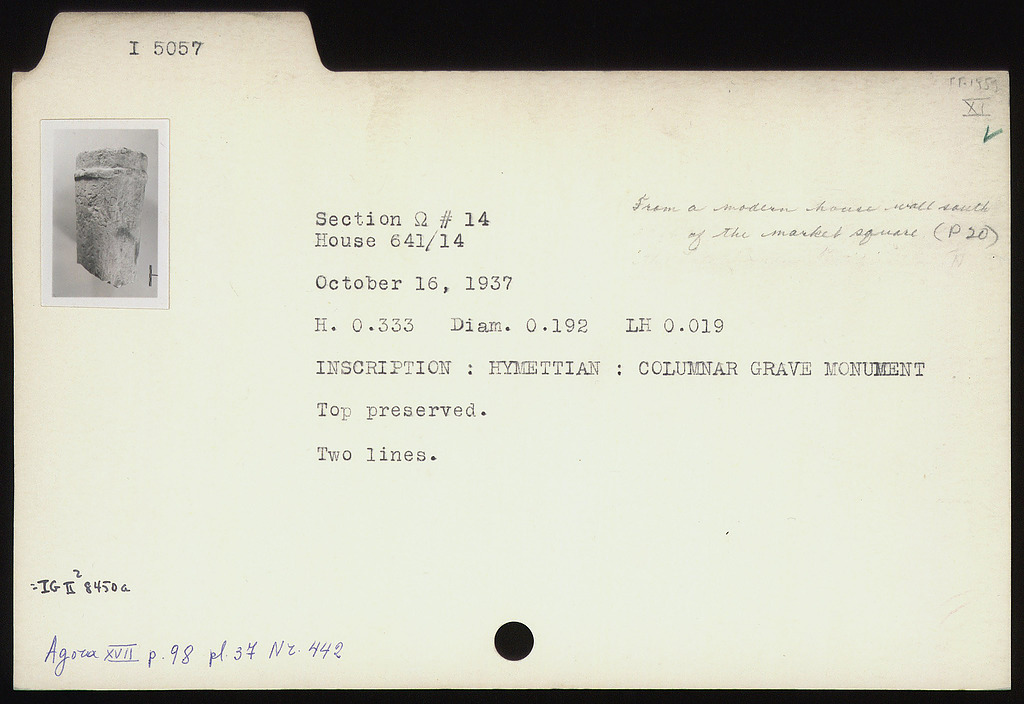 I 5057
XI
Section Ω # 14
House 641/14
From a modern house wall south
of the market square (P 20)
October 16, 1937
H. 0.333 Diam. 0.192 LH 0.019
INSCRIPTION : HYMETTIAN : COLUMNAR GRAVE MONUMENT
Top preserved.
Two lines.
=IG II² 8450a
Agora XVII p. 98 pl. 37 Nr. 442